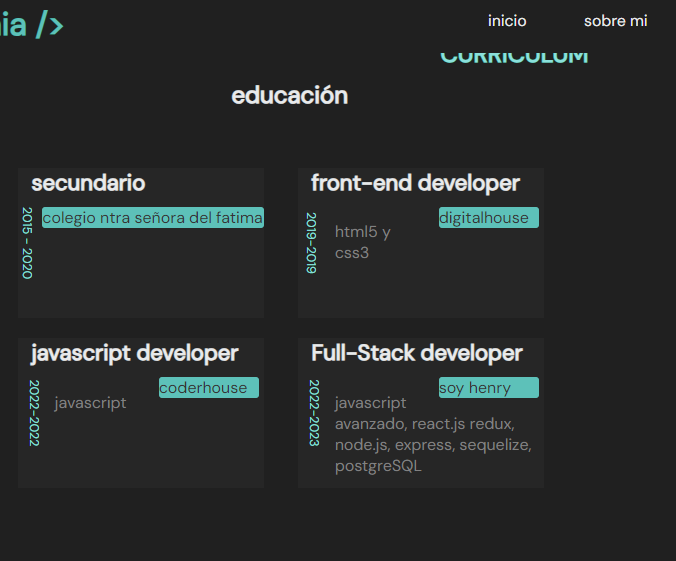 ia />
inicio
sobre mi
CURRICULUM
educación
secundario
colegio ntra señora del fatima
2015 - 2020
front-end developer
digitalhouse
2019-2019
html5 y
css3
javascript developer
coderhouse
2022-2022
javascript
Full-Stack developer
soy henry
2022-2023
javascript
avanzado, react.js redux,
node.js, express, sequelize,
postgreSQL